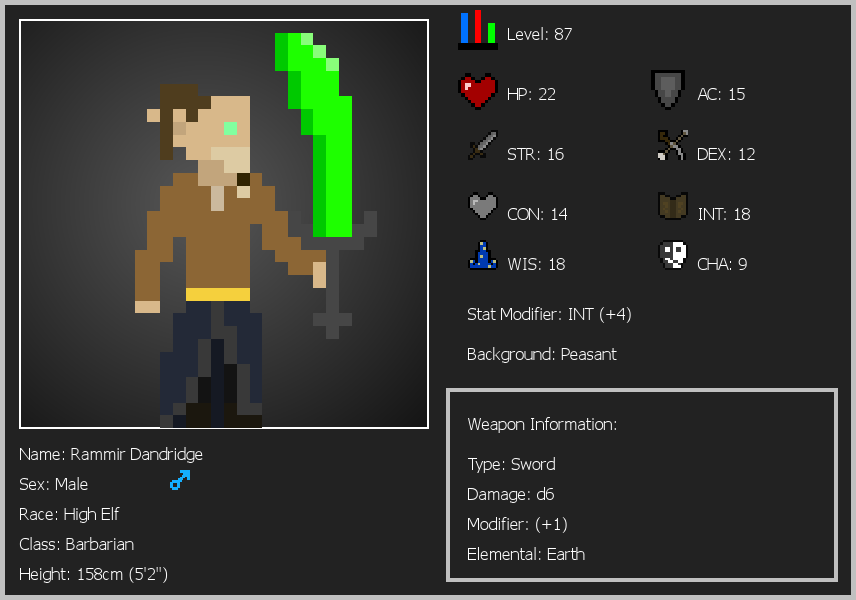 Level: 87
HP: 22
AC: 15
STR: 16
DEX: 12
CON: 14
INT: 18
WIS: 18
CHA: 9
Stat Modifier: INT (+4)
Background: Peasant
Weapon Information:
Type: Sword
Damage: d6
Modifier: (+1)
Elemental: Earth
Name: Rammir Dandridge
Sex: Male
Race: High Elf
Class: Barbarian
Height: 158cm (5'2")